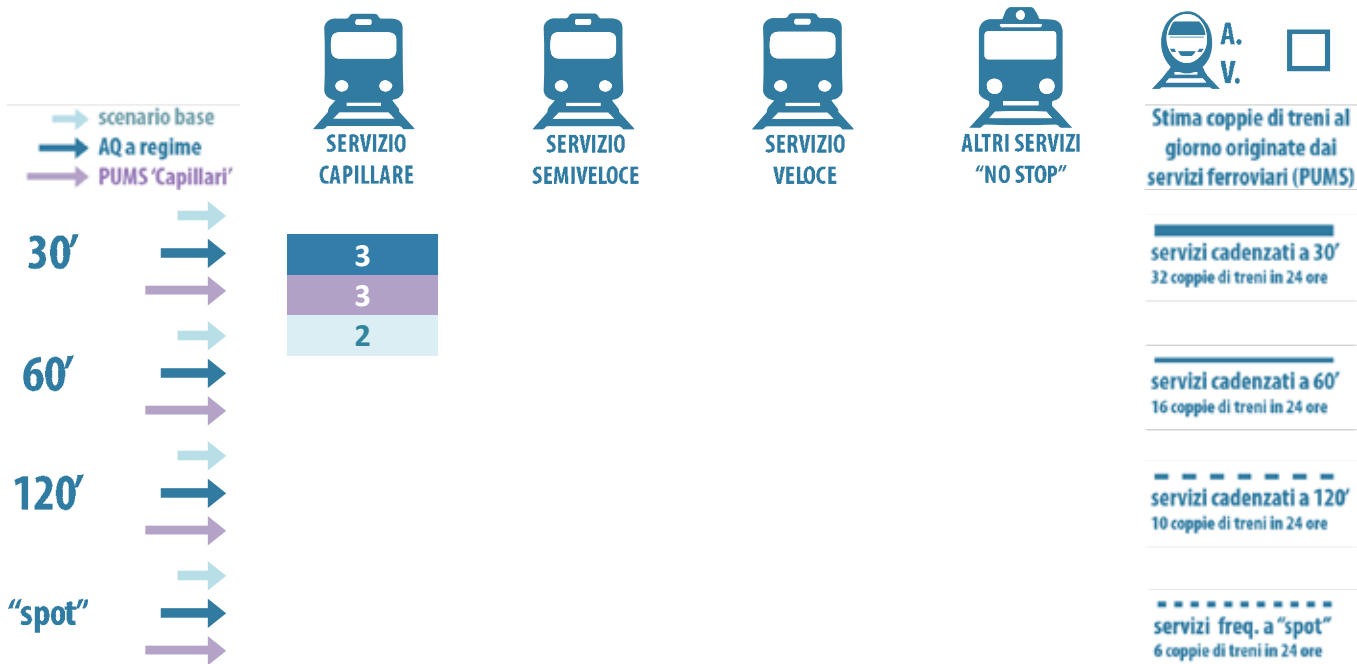 A.
V.
scenario base
AQ a regime
PUMS ‘Capillari’
SERVIZIO
CAPILLARE
SERVIZIO
SEMIVELOCE
SERVIZIO
VELOCE
ALTRI SERVIZI
“NO STOP”
Stima coppie di treni al
giorno originate dai
servizi ferroviari (PUMS)
30’
3
3
2
servizi cadenzati a 30’
32 coppie di treni in 24 ore
60’
servizi cadenzati a 60’
16 coppie di treni in 24 ore
120’
servizi cadenzati a 120’
10 coppie di treni in 24 ore
“spot”
servizi freq. a “spot”
6 coppie di treni in 24 ore